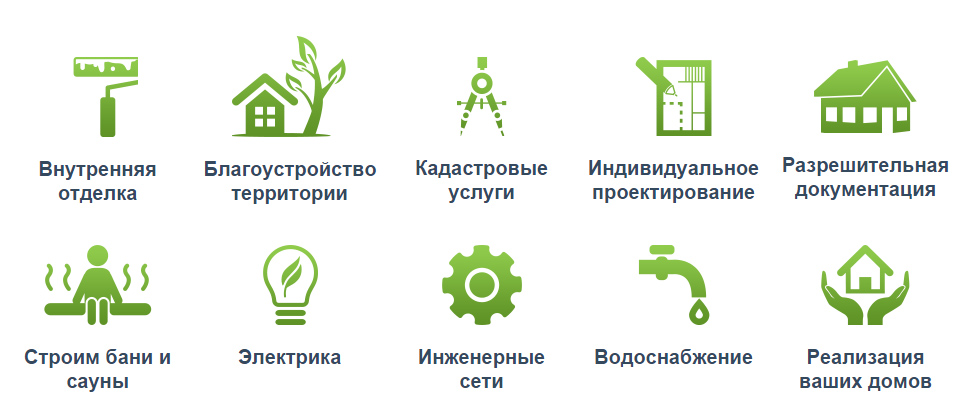 Внутренняя
отделка
Благоустройство
территории
Кадастровые
услуги
Индивидуальное
проектирование
Разрешительная
документация
Строим бани и
сауны
Электрика
Инженерные
сети
Водоснабжение
Реализация
ваших домов